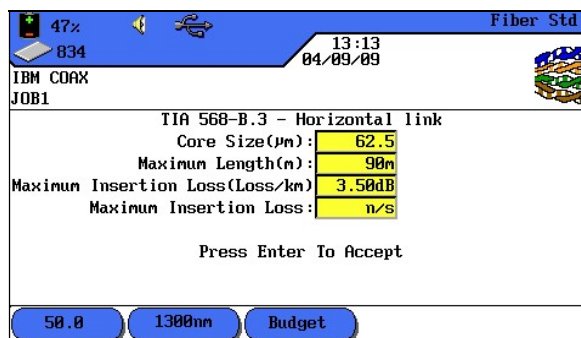 47% Fiber Std
834
13:13
04/09/09
IBM COAX
JOB1
TIA 568-B.3 - Horizontal link
Core Size(µm): 62.5
Maximum Length(m): 90m
Maximum Insertion Loss(Loss/km) 3.50dB
Maximum Insertion Loss: n/s
Press Enter To Accept
50.0 1300nm Budget